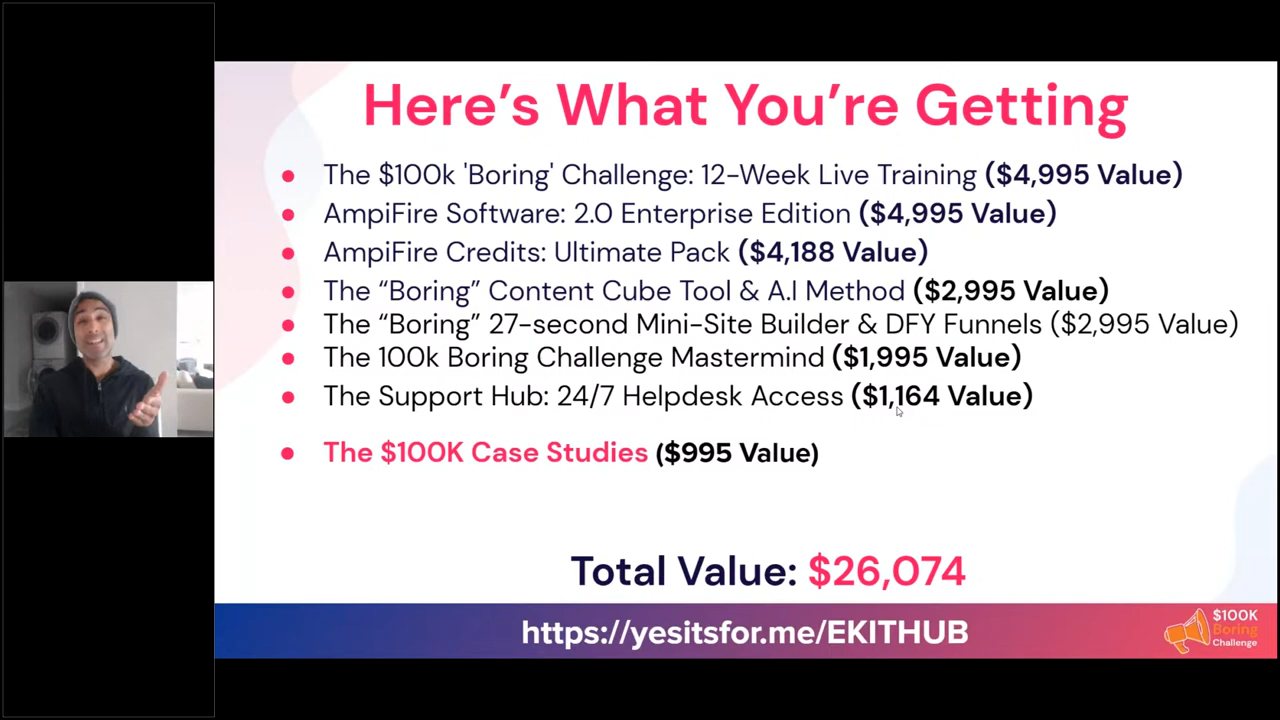 Here's What You're Getting
• The $100k 'Boring' Challenge: 12-Week Live Training ($4,995 Value)
• AmpiFire Software: 2.0 Enterprise Edition ($4,995 Value)
• AmpiFire Credits: Ultimate Pack ($4,188 Value)
• The “Boring” Content Cube Tool & A.I Method ($2,995 Value)
• The “Boring” 27-second Mini-Site Builder & DFY Funnels ($2,995 Value)
• The 100k Boring Challenge Mastermind ($1,995 Value)
• The Support Hub: 24/7 Helpdesk Access ($1,164 Value)
• The $100K Case Studies ($995 Value)
Total Value: $26,074
https://yesitsfor.me/EKITHUB
$100K
Boring
Challenge